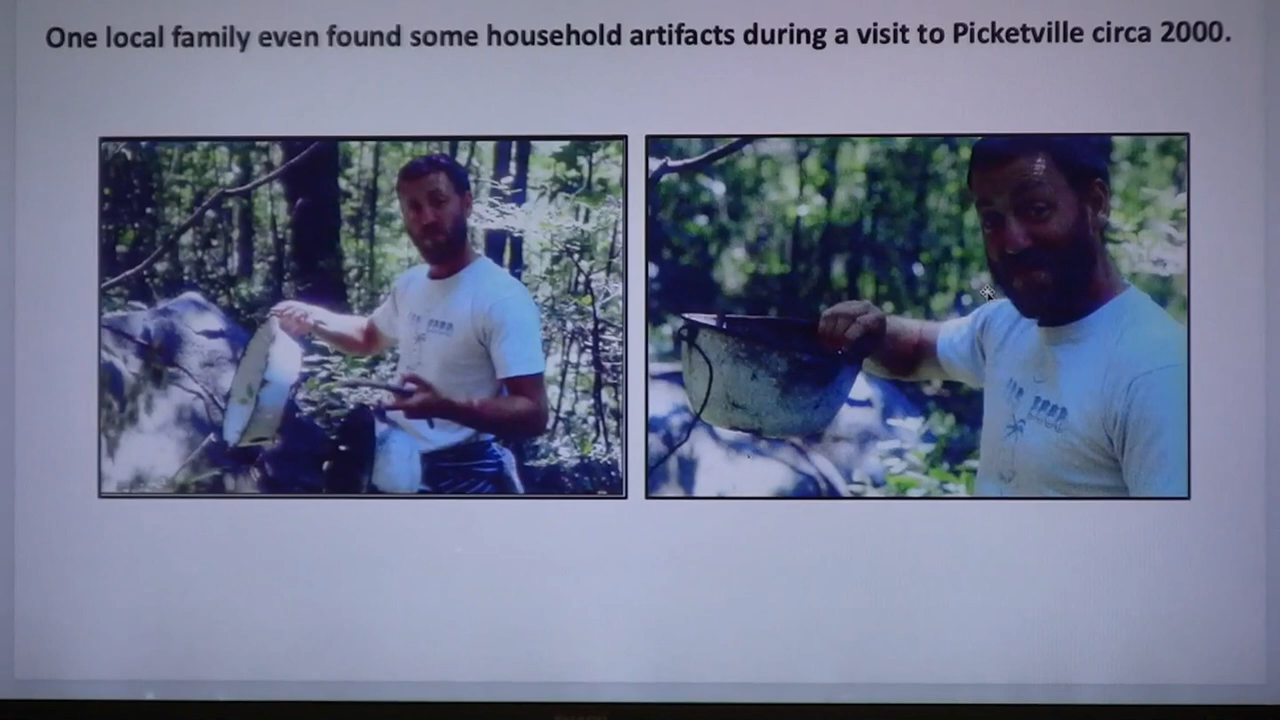 One local family even found some household artifacts during a visit to Picketville circa 2000.